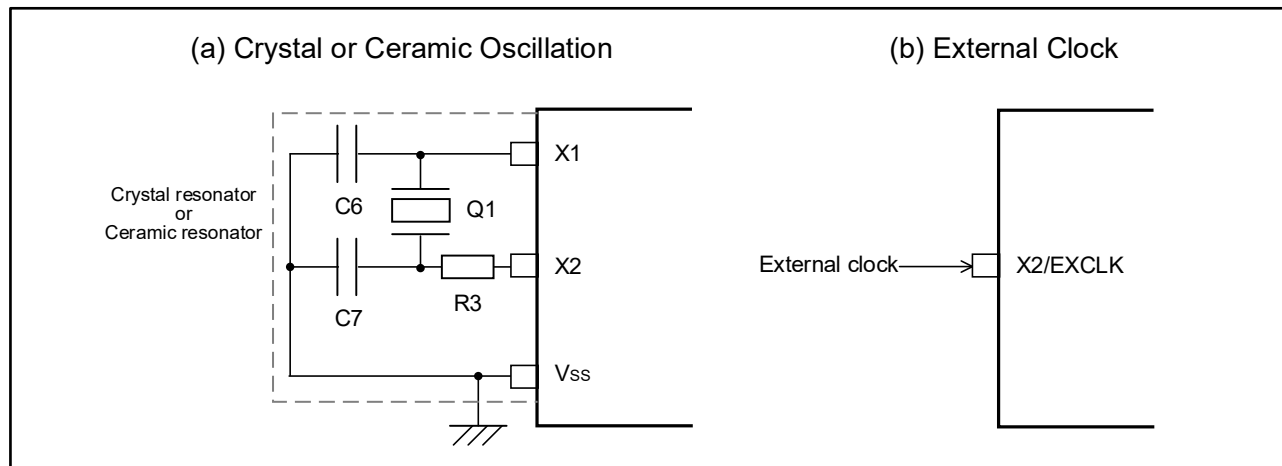 (a) Crystal or Ceramic Oscillation
(b) External Clock
X1
Crystal resonator
or
Ceramic resonator
C6
Q1
X2
External clock
X2/EXCLK
R3
C7
Vss